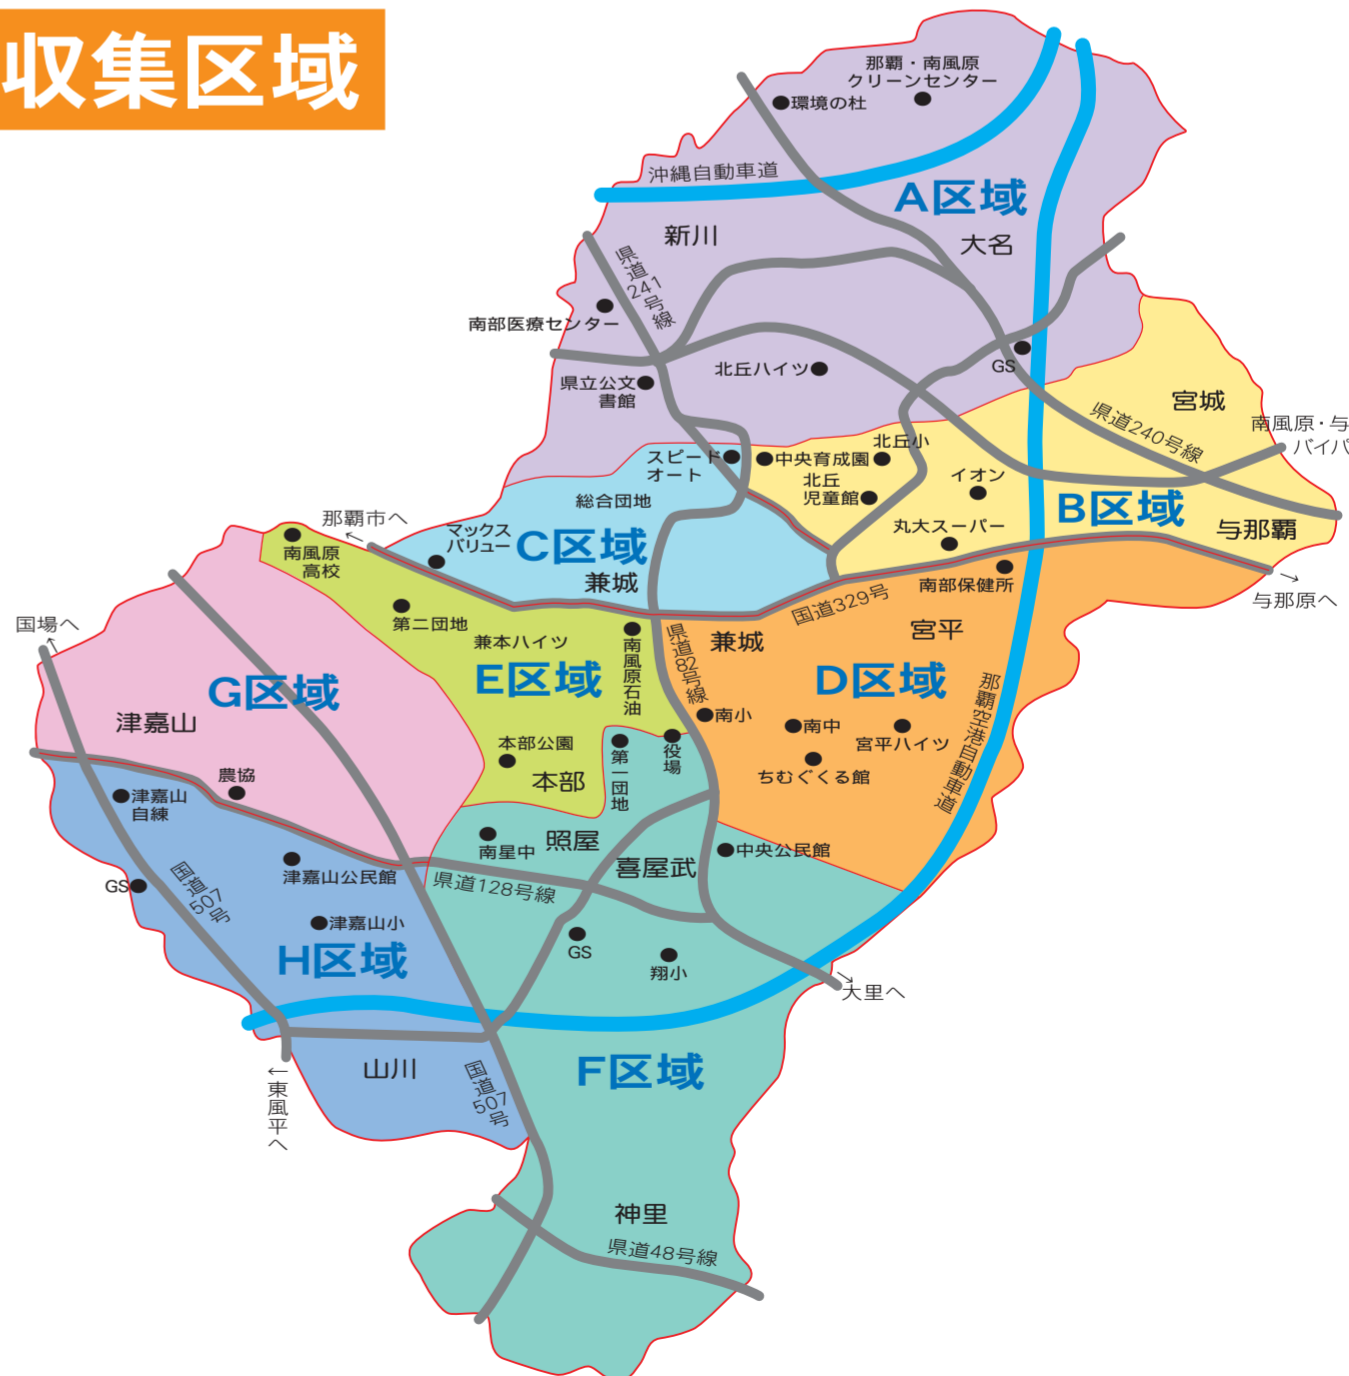 収集区域
那覇・南風原
クリーンセンター
環境の杜
沖縄自動車道
A区域
新川
大名
県道241号線
南部医療センター
GS
北丘ハイツ
県立公文
書館
宮城
県道240号線
南風原・与
バイパ
北丘小
スピード
オート
中央育成園
イオン
北丘
児童館
総合団地
B区域
那覇市へ
←
マックス
バリュー
丸大スーパー
与那覇
C区域
南風原
高校
兼城
南部保健所
→
与那原へ
国道329号
第二団地
国場へ
←
兼本ハイツ
南風原石油
県道82号線
兼城
宮平
E区域
D区域
G区域
那覇空港自動車道
津嘉山
南小
南中
宮平ハイツ
本部公園
第一団地
役場
ちむぐくる館
農協
本部
津嘉山
自練
照屋
南星中
中央公民館
喜屋武
津嘉山公民館
県道128号線
GS
国道507号
津嘉山小
GS
H区域
翔小
→
大里へ
山川
国道507号
F区域
←東風平へ
神里
県道48号線